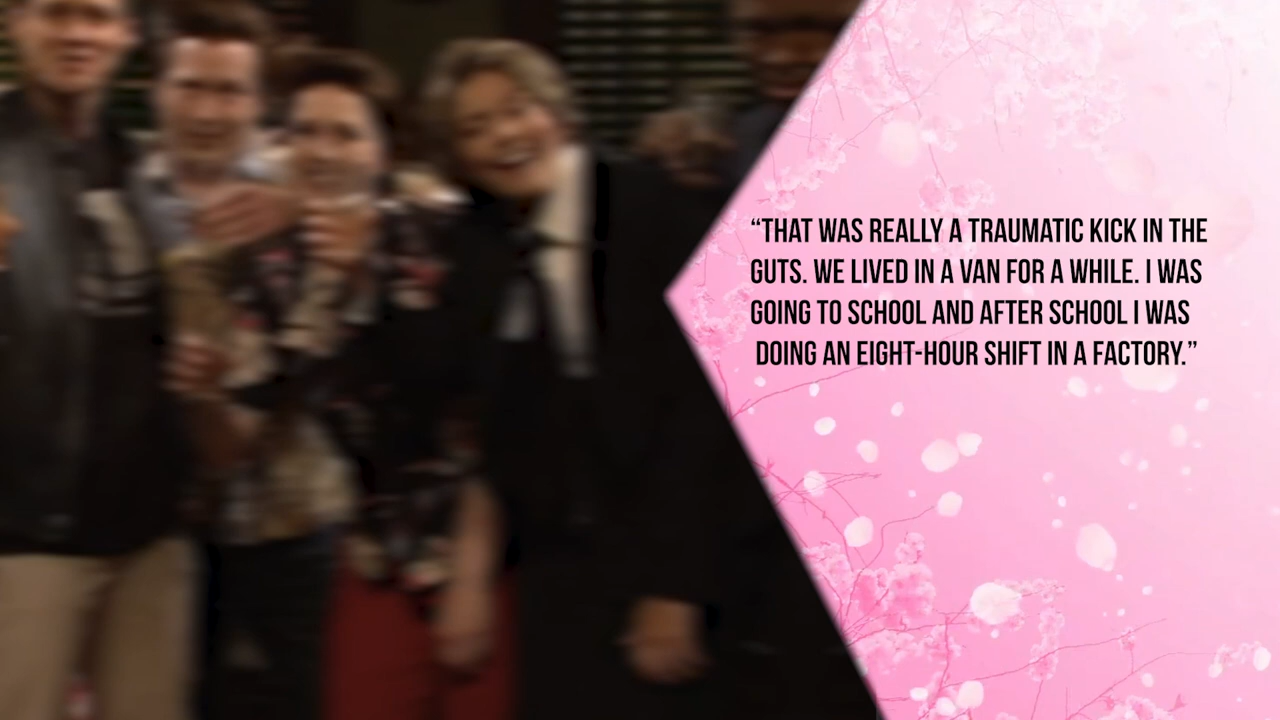 “THAT WAS REALLY A TRAUMATIC KICK IN THE
GUTS. WE LIVED IN A VAN FOR A WHILE. I WAS
GOING TO SCHOOL AND AFTER SCHOOL I WAS
DOING AN EIGHT-HOUR SHIFT IN A FACTORY.”